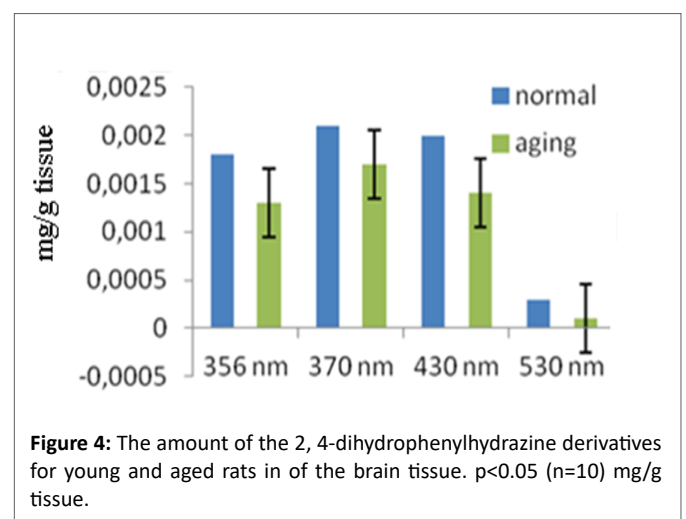 0,0025
0,002
0,0015
0,001
0,0005
0
-0,0005
mg/g tissue
normal
aging
356 nm 370 nm 430 nm 530 nm
Figure 4: The amount of the 2, 4-dihydrophenylhydrazine derivatives
for young and aged rats in of the brain tissue. p<0.05 (n=10) mg/g
tissue.